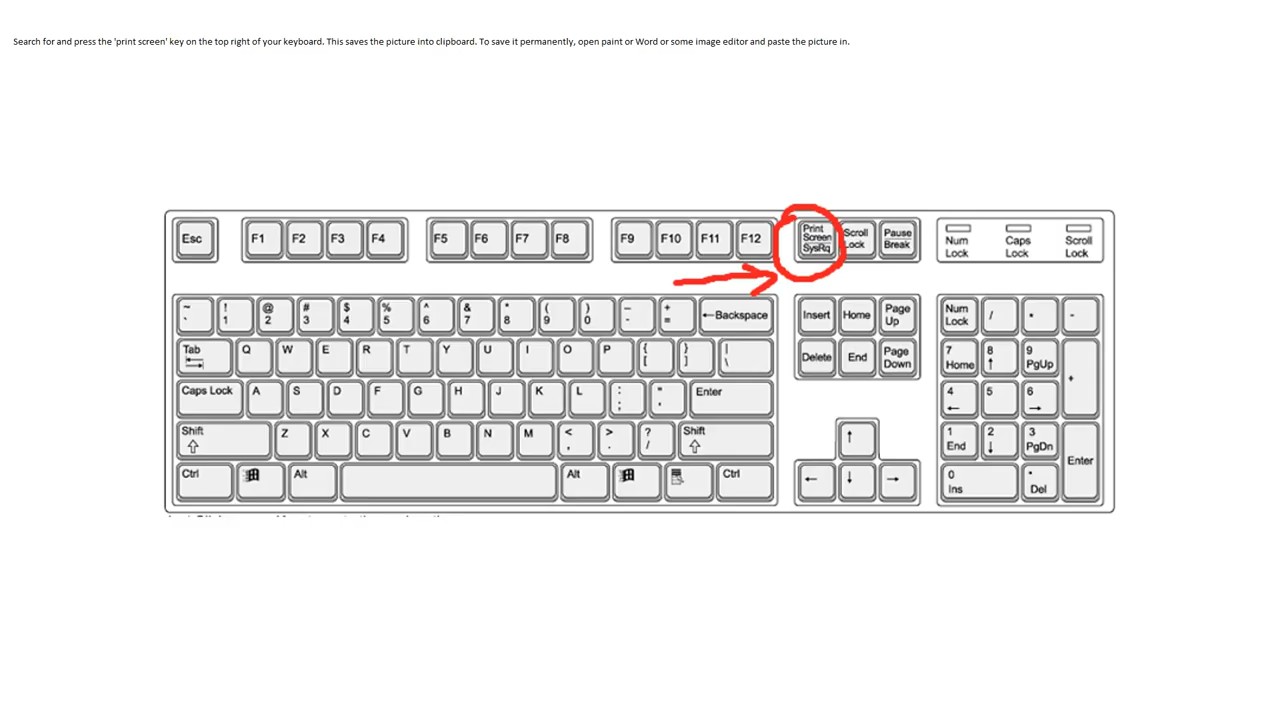 Search for and press the 'print screen' key on the top right of your keyboard. This saves the picture into clipboard. To save it permanently, open paint or Word or some image editor and paste the picture in.
Esc F1 F2 F3 F4 F5 F6 F7 F8 F9 F10 F11 F12
Print
Screen
SysRq
Scroll
Lock
Pause
Break
Num
Lock
Caps
Lock
Scroll
Lock
~ ! @ # $ % ^ & * ( ) _ +
` 1 2 3 4 5 6 7 8 9 0 - =
←Backspace
Insert Home
Page
Up
Num
Lock
/ * -
Tab Q W E R T Y U I O P { } |
[ ] \
Delete End
Page
Down
7 8 9
Home ↑ PgUp
+
Caps Lock A S D F G H J K L : "
; '
Enter
4 5 6
← →
Shift Z X C V B N M < > ? Shift
, . /
↑
1 2 3
End ↓ PgDn
Enter
Ctrl Alt Alt Ctrl
← ↓ →
0 .
Ins Del